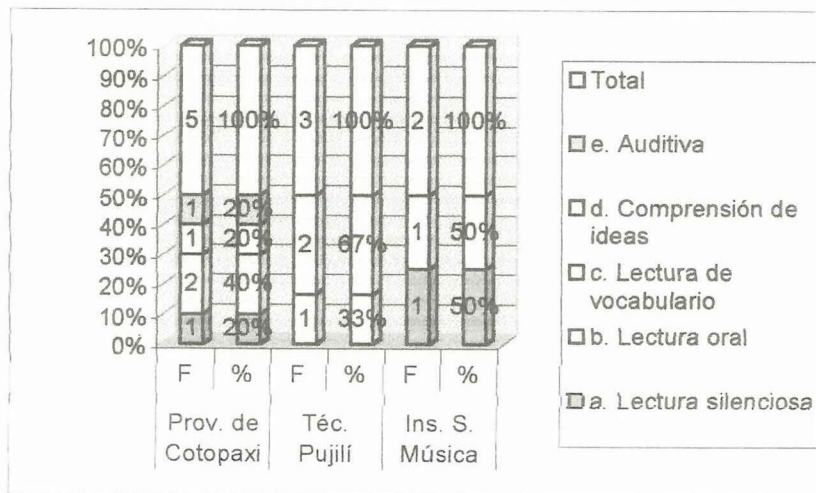 100%
90%
80%
70%
60%
50%
40%
30%
20%
10%
0%
5 100% 3 100% 2 100%
1 20%
1 20% 2 67% 1 50%
2 40%
1 20% 1 33% 1 50%
F % F % F %
Prov. de Téc. Ins. S.
Cotopaxi Pujilí Música
Total
e. Auditiva
d. Comprensión de
ideas
c. Lectura de
vocabulario
b. Lectura oral
a. Lectura silenciosa